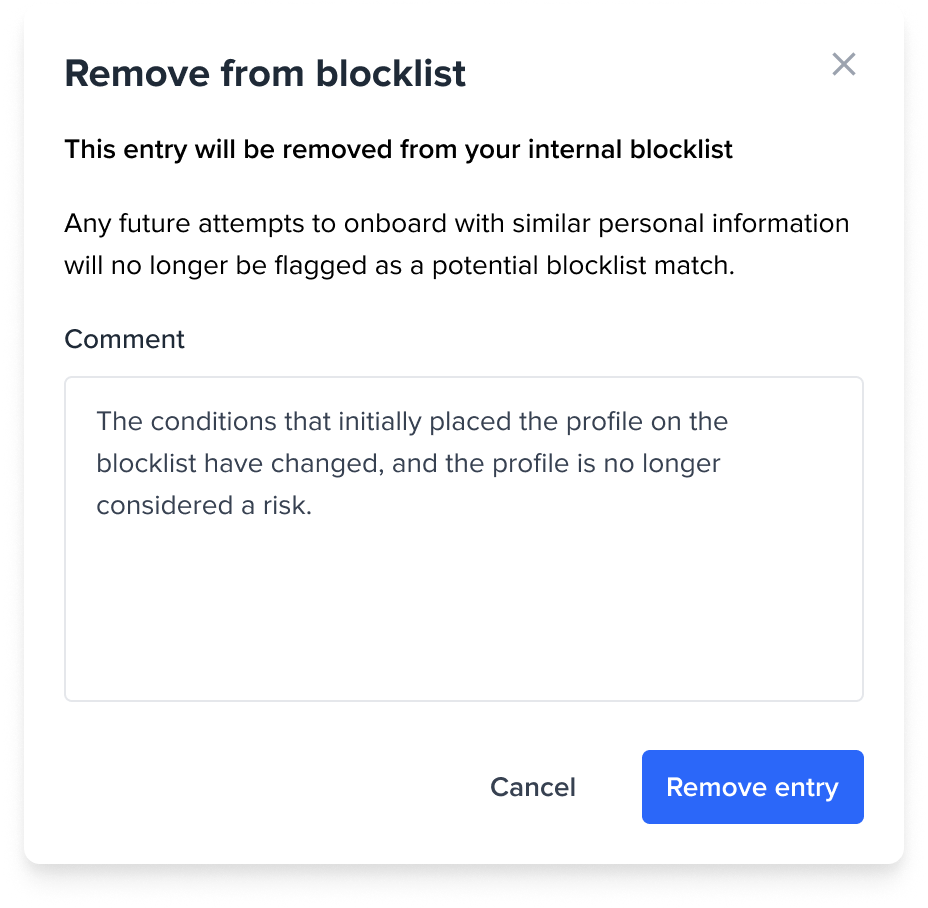 Remove from blocklist
This entry will be removed from your internal blocklist
Any future attempts to onboard with similar personal information
will no longer be flagged as a potential blocklist match.
Comment
The conditions that initially placed the profile on the
blocklist have changed, and the profile is no longer
considered a risk.
Cancel
Remove entry